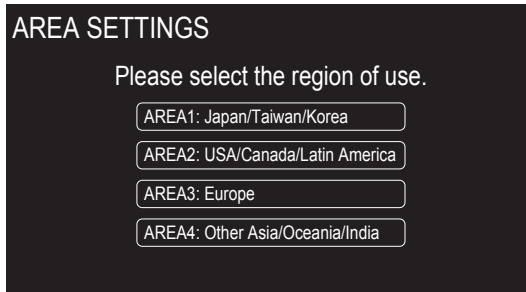 AREA SETTINGS
Please select the region of use.
AREA1: Japan/Taiwan/Korea
AREA2: USA/Canada/Latin America
AREA3: Europe
AREA4: Other Asia/Oceania/India